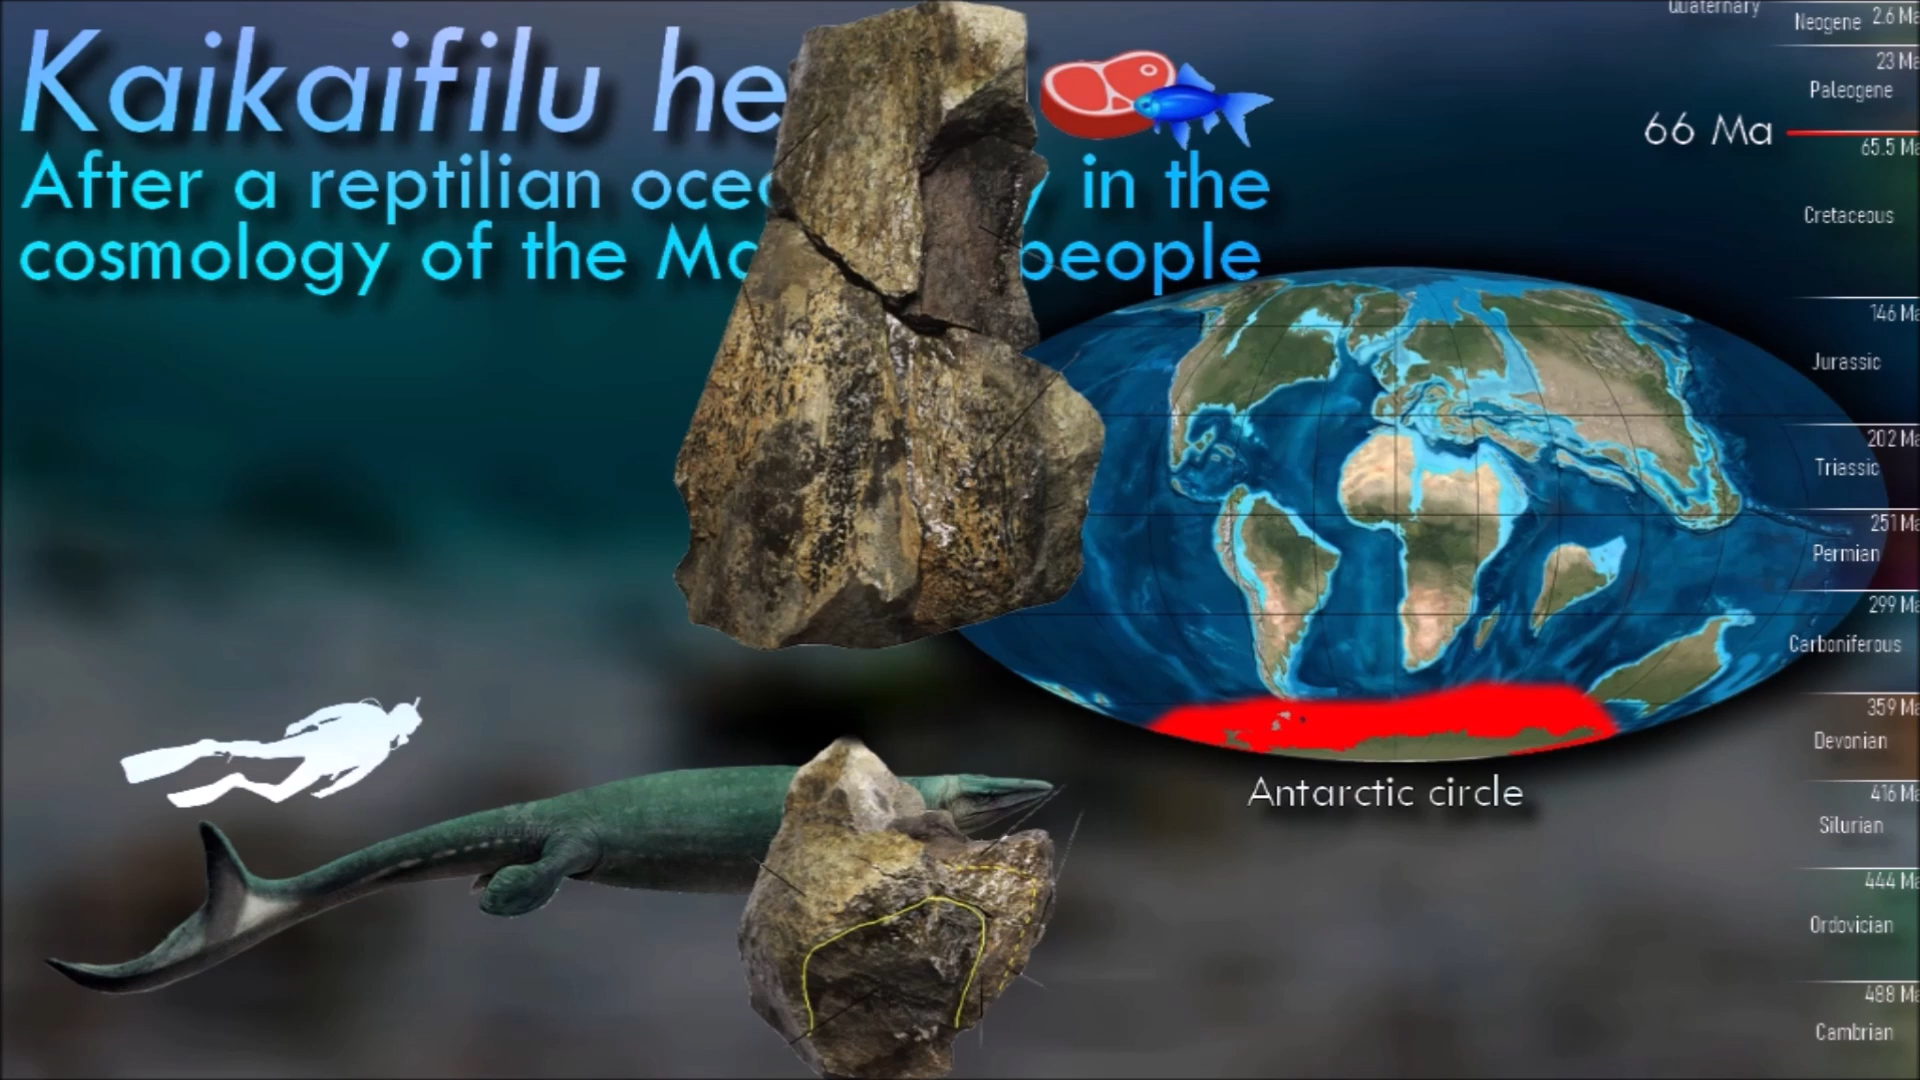 Kaikaifilu he
After a reptilian ocea in the
cosmology of the Ma people
Quaternary
2.6 Ma
Neogene
23 Ma
Paleogene
66 Ma
65.5 Ma
Cretaceous
146 Ma
Jurassic
202 Ma
Triassic
251 Ma
Permian
299 Ma
Carboniferous
359 Ma
Devonian
Antarctic circle
416 Ma
Silurian
444 Ma
Ordovician
488 Ma
Cambrian